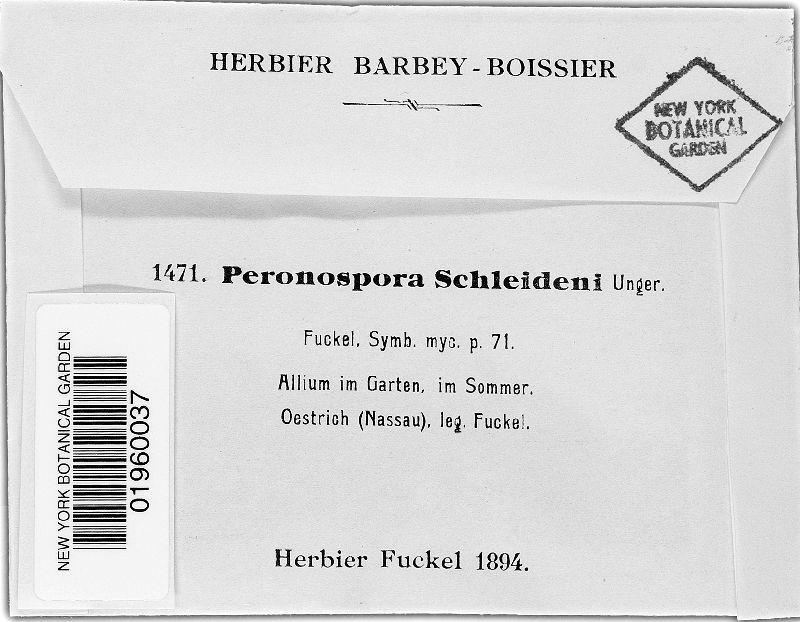 HERBIER BARBEY-BOISSIER
NEW YORK
BOTANICAL
GARDEN
1471. Peronospora Schleideni Unger.
Fuckel, Symb. myc. p. 71.
Allium im Garten, im Sommer.
Oestrich (Nassau), leg. Fuckel.
Herbier Fuckel 1894.
NEW YORK BOTANICAL GARDEN
01960037